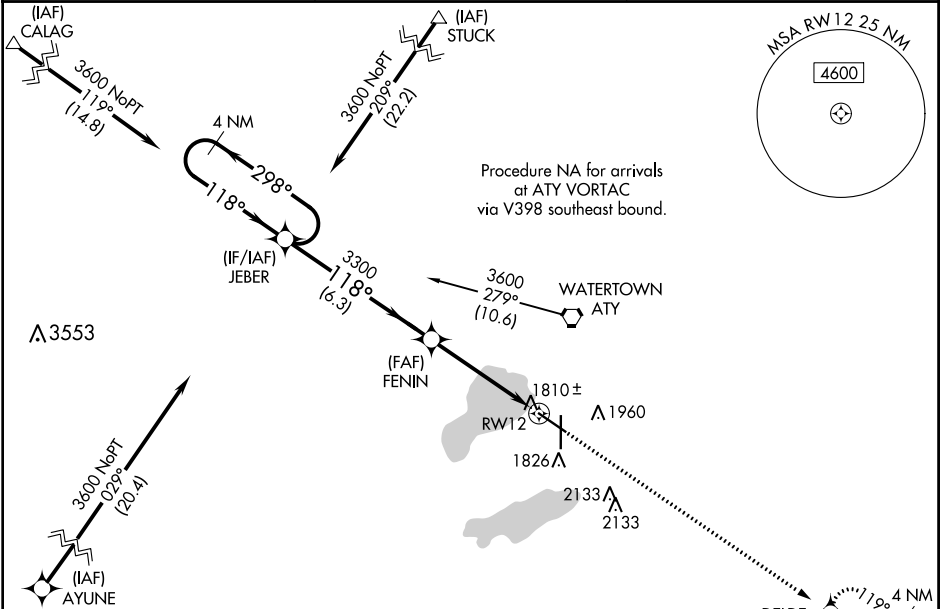 (IAF)
CALAG
3600 NoPT
119°
(14.8)
(IAF)
STUCK
3600 NoPT
209°
(22.2)
MSA RW12 25 NM
4600
4 NM
298°
118°
Procedure NA for arrivals
at ATY VORTAC
via V398 southeast bound.
(IF/IAF)
JEBER
3300
118°
(6.3)
3600
279°
(10.6)
WATERTOWN
ATY
3553
(FAF)
FENIN
1810 ±
RW12
1960
1826
2133
2133
3600 NoPT
029°
(20.4)
(IAF)
AYUNE
4 NM
119°